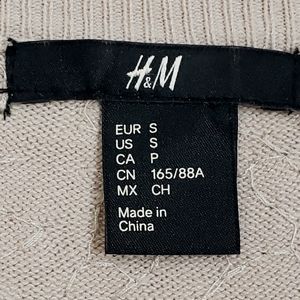 H&M
EUR S
US S
CA P
CN 165/88A
MX CH
Made in
China